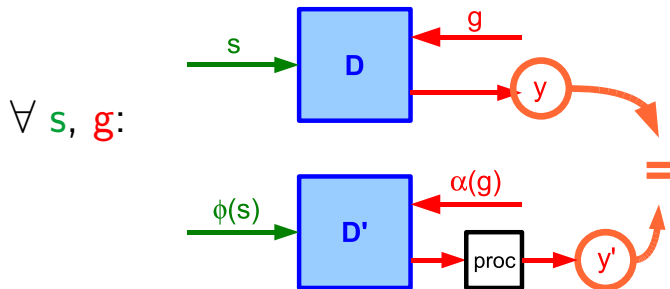 g
s
D
y
∀ s, g:
=
α(g)
ϕ(s)
D'
proc
y'